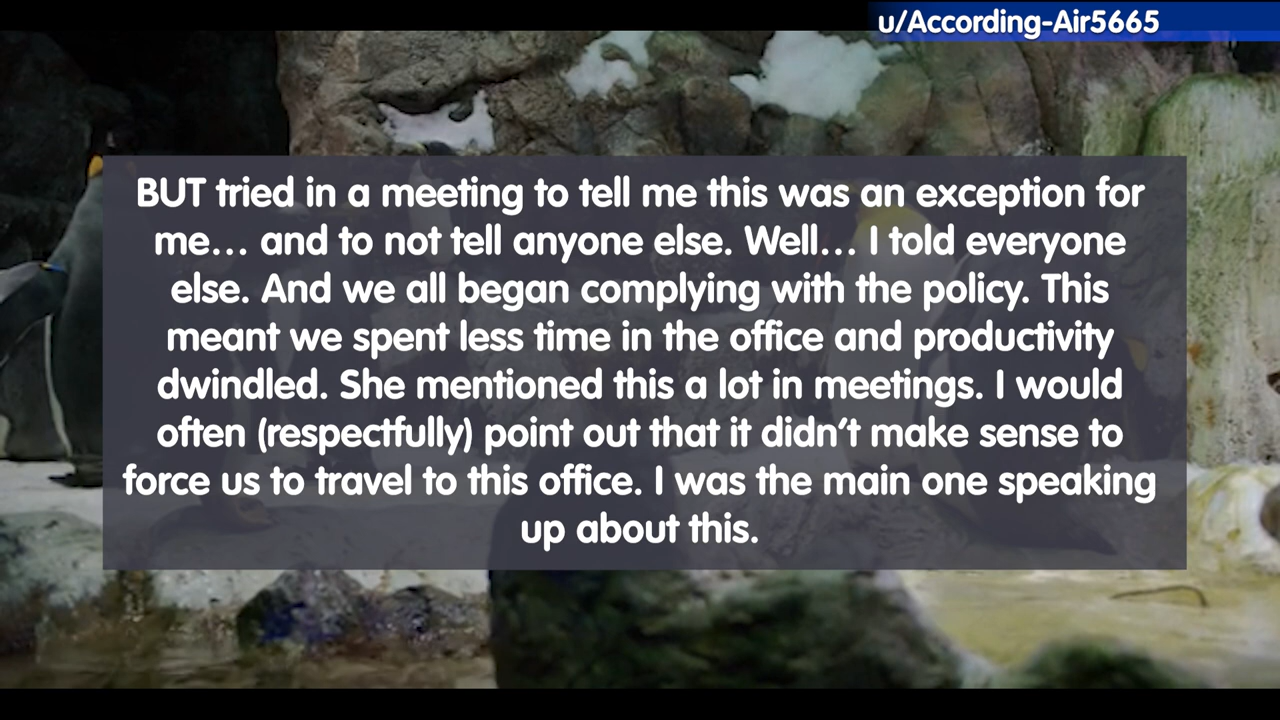 u/According-Air5665
BUT tried in a meeting to tell me this was an exception for
me... and to not tell anyone else. Well... I told everyone
else. And we all began complying with the policy. This
meant we spent less time in the office and productivity
dwindled. She mentioned this a lot in meetings. I would
often (respectfully) point out that it didn't make sense to
force us to travel to this office. I was the main one speaking
up about this.